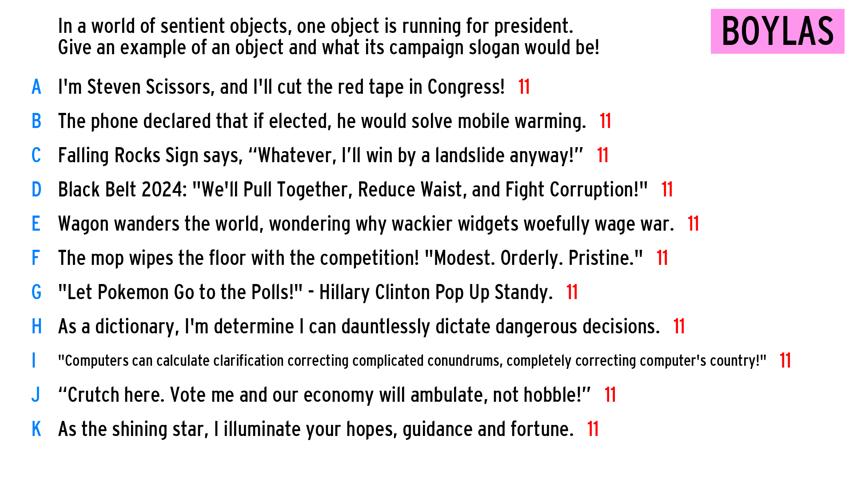 In a world of sentient objects, one object is running for president.
Give an example of an object and what its campaign slogan would be!
BOYLAS
A I'm Steven Scissors, and I'll cut the red tape in Congress! 11
B The phone declared that if elected, he would solve mobile warming. 11
C Falling Rocks Sign says, “Whatever, I’ll win by a landslide anyway!” 11
D Black Belt 2024: "We'll Pull Together, Reduce Waist, and Fight Corruption!" 11
E Wagon wanders the world, wondering why wackier widgets woefully wage war. 11
F The mop wipes the floor with the competition! "Modest. Orderly. Pristine." 11
G "Let Pokemon Go to the Polls!" - Hillary Clinton Pop Up Standy. 11
H As a dictionary, I'm determine I can dauntlessly dictate dangerous decisions. 11
I "Computers can calculate clarification correcting complicated conundrums, completely correcting computer's country!" 11
J “Crutch here. Vote me and our economy will ambulate, not hobble!” 11
K As the shining star, I illuminate your hopes, guidance and fortune. 11